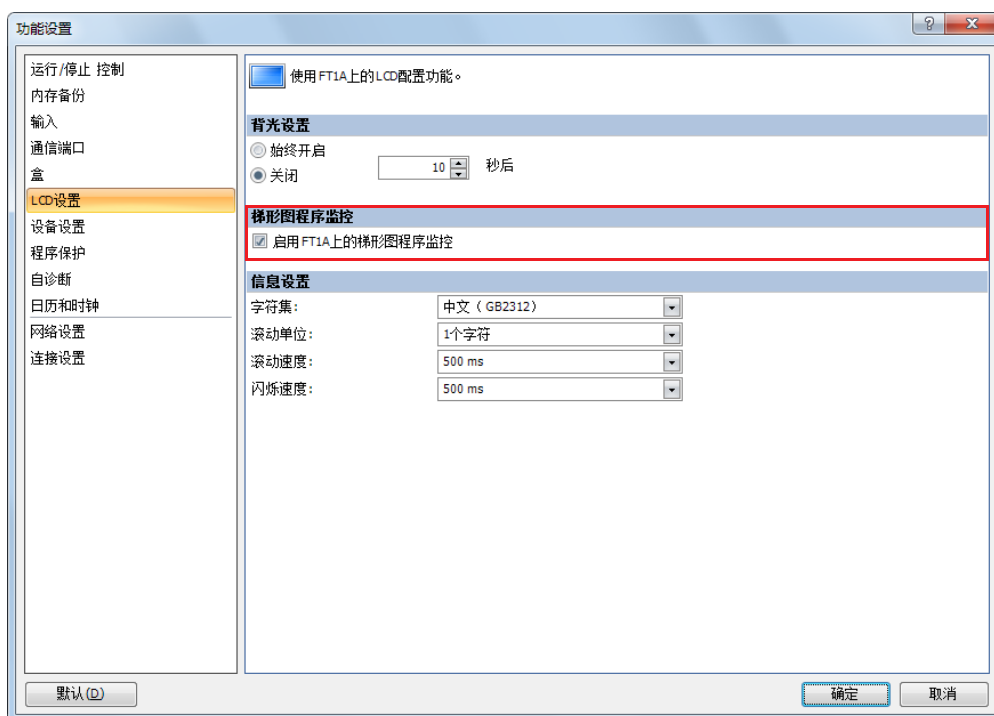 功能设置
运行/停止 控制
内存备份
输入
通信端口
盒
LCD设置
设备设置
程序保护
自诊断
日历和时钟
网络设置
连接设置
使用FT1A上的LCD配置功能。
背光设置
始终开启
关闭 10 秒后
梯形图程序监控
启用FT1A上的梯形图程序监控
信息设置
字符集: 中文（GB2312）
滚动单位: 1个字符
滚动速度: 500 ms
闪烁速度: 500 ms
默认(D) 确定 取消